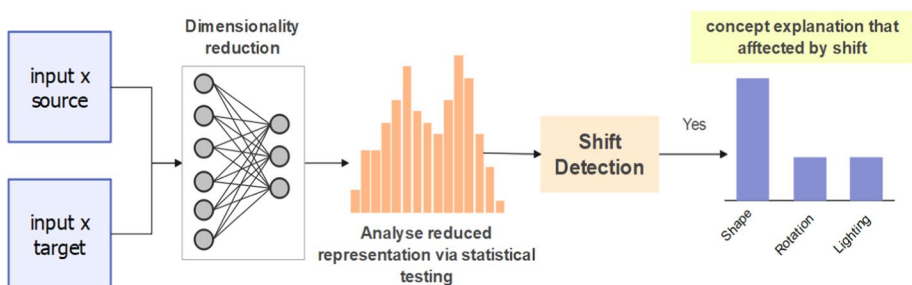 input x
source
input x
target
Dimensionality
reduction
Analyse reduced
representation via statistical
testing
Shift
Detection
Yes
concept explanation that
afftected by shift
Shape
Rotation
Lighting